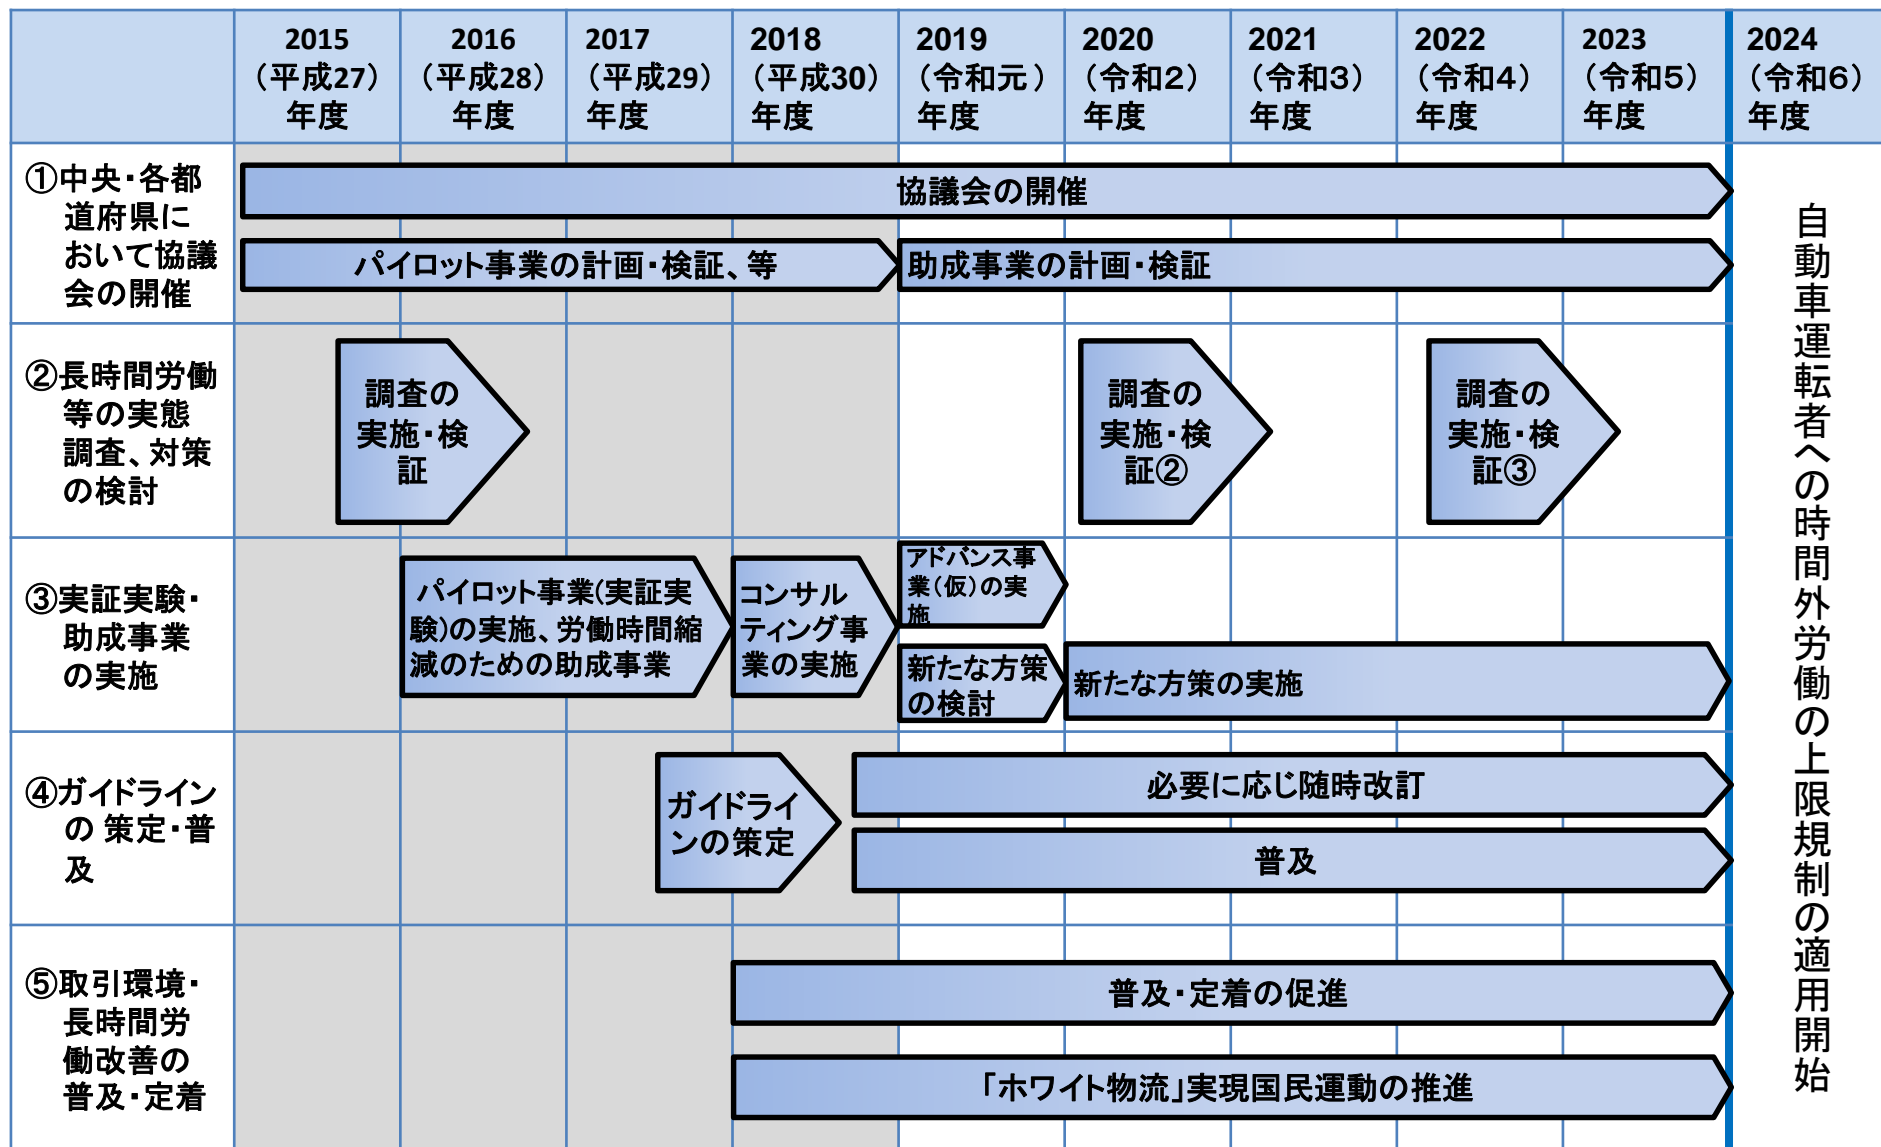 2015
（平成27）
年度
2016
（平成28）
年度
2017
（平成29）
年度
2018
（平成30）
年度
2019
（令和元）
年度
2020
（令和２）
年度
2021
（令和３）
年度
2022
（令和４）
年度
2023
（令和５）
年度
2024
（令和６）
年度
①中央・各都
道府県に
おいて協議
会の開催
協議会の開催
パイロット事業の計画・検証、等
助成事業の計画・検証
②長時間労働
等の実態
調査、対策
の検討
調査の
実施・検
証
調査の
実施・検
証②
調査の
実施・検
証③
③実証実験・
助成事業
の実施
パイロット事業(実証実
験)の実施、労働時間縮
減のための助成事業
コンサル
ティング事
業の実施
アドバンス事
業（仮）の実
施
新たな方策
の検討
新たな方策の実施
④ガイドライン
の 策定・普
及
ガイドライ
ンの策定
必要に応じ随時改訂
普及
⑤取引環境・
長時間労
働改善の
普及・定着
普及・定着の促進
「ホワイト物流」実現国民運動の推進
自動車運転者への時間外労働の上限規制の適用開始